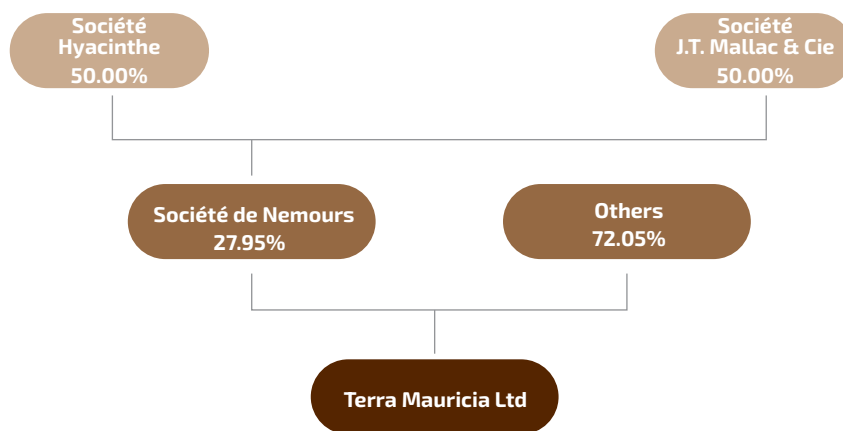 Société
Hyacinthe
50.00%
Société
J.T. Mallac & Cie
50.00%
Société de Nemours
27.95%
Others
72.05%
Terra Mauricia Ltd